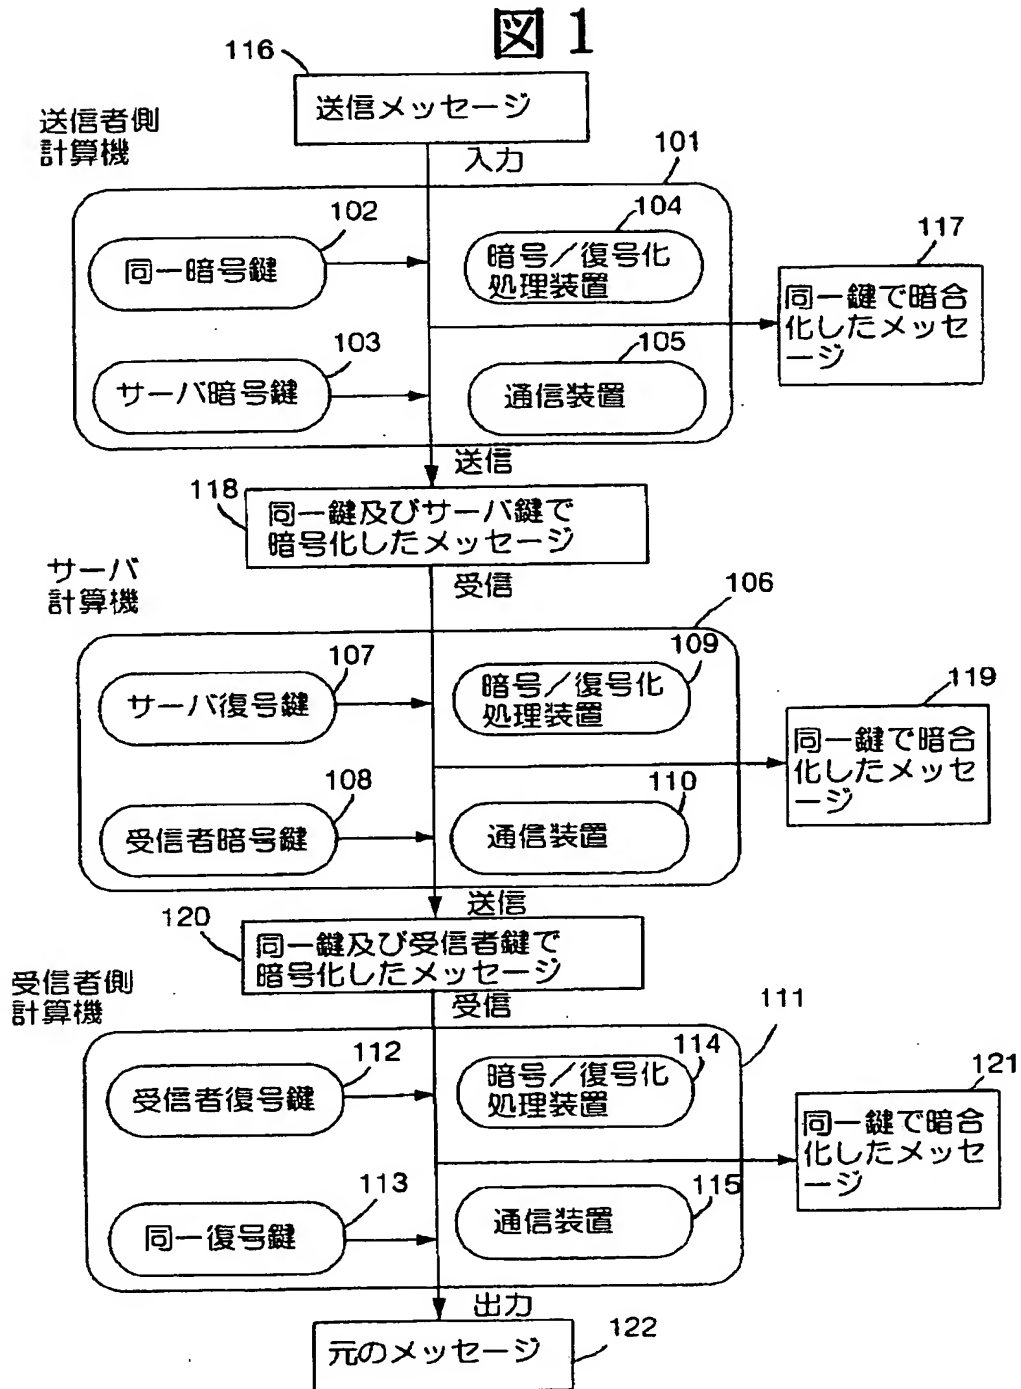 図 1
116
送信メッセージ
送信者側
計算機
入力
101
102
同一暗号鍵
104
暗号/復号化
処理装置
117
同一鍵で暗合
化したメッセ
ージ
103
サーバ暗号鍵
105
通信装置
送信
118
同一鍵及びサーバ鍵で
暗号化したメッセージ
サーバ
計算機
受信
106
107
サーバ復号鍵
109
暗号/復号化
処理装置
119
同一鍵で暗合
化したメッセ
ージ
108
受信者暗号鍵
110
通信装置
送信
120
同一鍵及び受信者鍵で
暗号化したメッセージ
受信者側
計算機
受信
111
112
受信者復号鍵
114
暗号/復号化
処理装置
121
同一鍵で暗合
化したメッセ
ージ
113
同一復号鍵
115
通信装置
出力
元のメッセージ
122